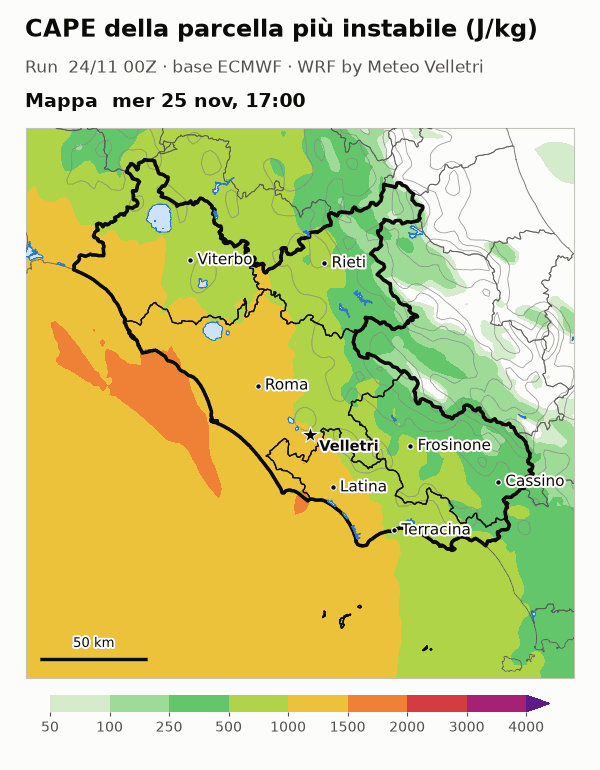 CAPE della parcella più instabile (J/kg)
Run  24/11 00Z · base ECMWF · WRF by Meteo Velletri
Mappa  mer 25 nov, 17:00
Viterbo
Rieti
Roma
Velletri
Frosinone
Latina
Cassino
Terracina
50 km
50 100 250 500 1000 1500 2000 3000 4000